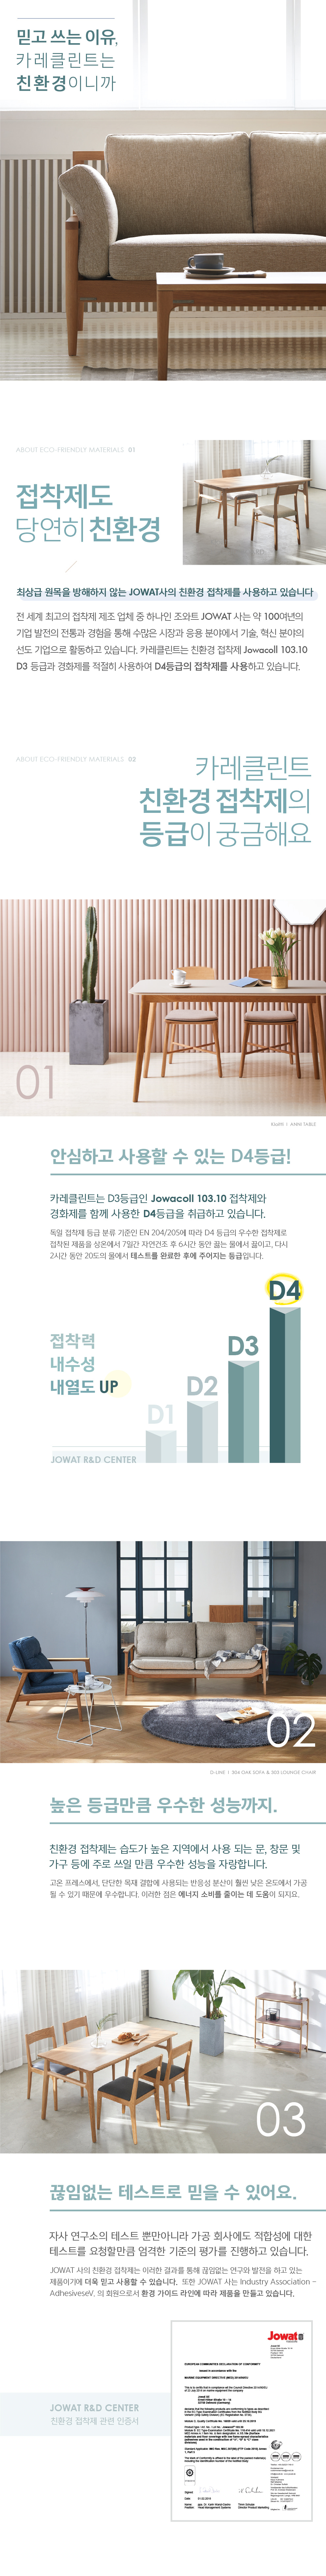 믿고 쓰는 이유,
카레클린트는
친환경이니까
ABOUT ECO-FRIENDLY MATERIALS 01
접착제도
당연히 친환경
최상급 원목을 방해하지 않는 JOWAT사의 친환경 접착제를 사용하고 있습니다
전 세계 최고의 접착제 제조 업체 중 하나인 조와트 JOWAT 사는 약 100여년의
기업 발전의 전통과 경험을 통해 수많은 시장과 응용 분야에서 기술, 혁신 분야의
선도 기업으로 활동하고 있습니다. 카레클린트는 친환경 접착제 Jowacoll 103.10
D3 등급과 경화제를 적절히 사용하여 D4등급의 접착제를 사용하고 있습니다.
ABOUT ECO-FRIENDLY MATERIALS
카레클린트
친환경 접착제의
등급이 궁금해요
01
ANN TABLE
안심하고 사용할 수 있는 D4등급!
카레클린트는 D3등급인 Jowacoll 103.10 접착제와
경화제를 함께 사용한 D4등급을 취급하고 있습니다.
독일 접착제 등급 분류 기준인 EN 204/205에 따라 D4 등급의 우수한 접착제로
접착된 제품을 상온에서 7일간 자연건조 후 6시간 동안 끓는 물에서 끓이고, 다시
2시간 동안 20도의 물에서 테스트를 완료한 후에 주어지는 등급입니다.
D4
D3
D2
D1
접착력
내수성
내열도 UP
JOWAT R&D CENTER
02
높은 등급만큼 우수한 성능까지.
친환경 접착제는 습도가 높은 지역에서 사용 되는 문, 창문 및
가구 등에 주로 쓰일 만큼 우수한 성능을 자랑합니다.
고온 프레스에서, 단단한 목재 결합에 사용되는 반응성 분산이 훨씬 낮은 온도에서 가공
될 수 있기 때문에 우수합니다. 이러한 점은 에너지 소비를 줄이는 데 도움이 되지요.
03
끊임없는 테스트로 믿을 수 있어요.
자사 연구소의 테스트 뿐만아니라 가공 회사에도 적합성에 대한
테스트를 요청할만큼 엄격한 기준의 평가를 진행하고 있습니다.
JOWAT 사의 친환경 접착제는 이러한 결과를 통해 끊임없는 연구와 발전을 하고 있는
제품이기에 더욱 믿고 사용할 수 있습니다. 또한 JOWAT 사는 Industry Association -
AdhesiveseV. 의 회원으로서 환경 가이드 라인에 따라 제품을 만들고 있습니다.
Jowat
EUROPEAN COMMUNITIES DECLARATION OF CONFORMITY
JOWAT R&D CENTER
친환경 접착제 관련 인증서